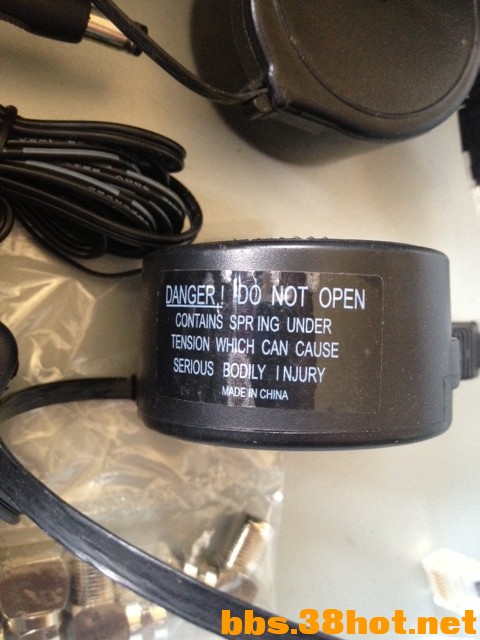 DANGER,! DO NOT OPEN
CONTAINS SPRING UNDER
TENSION WHICH CAN CAUSE
SERIOUS BODILY INJURY
MADE IN CHINA
bbs.38hot.net